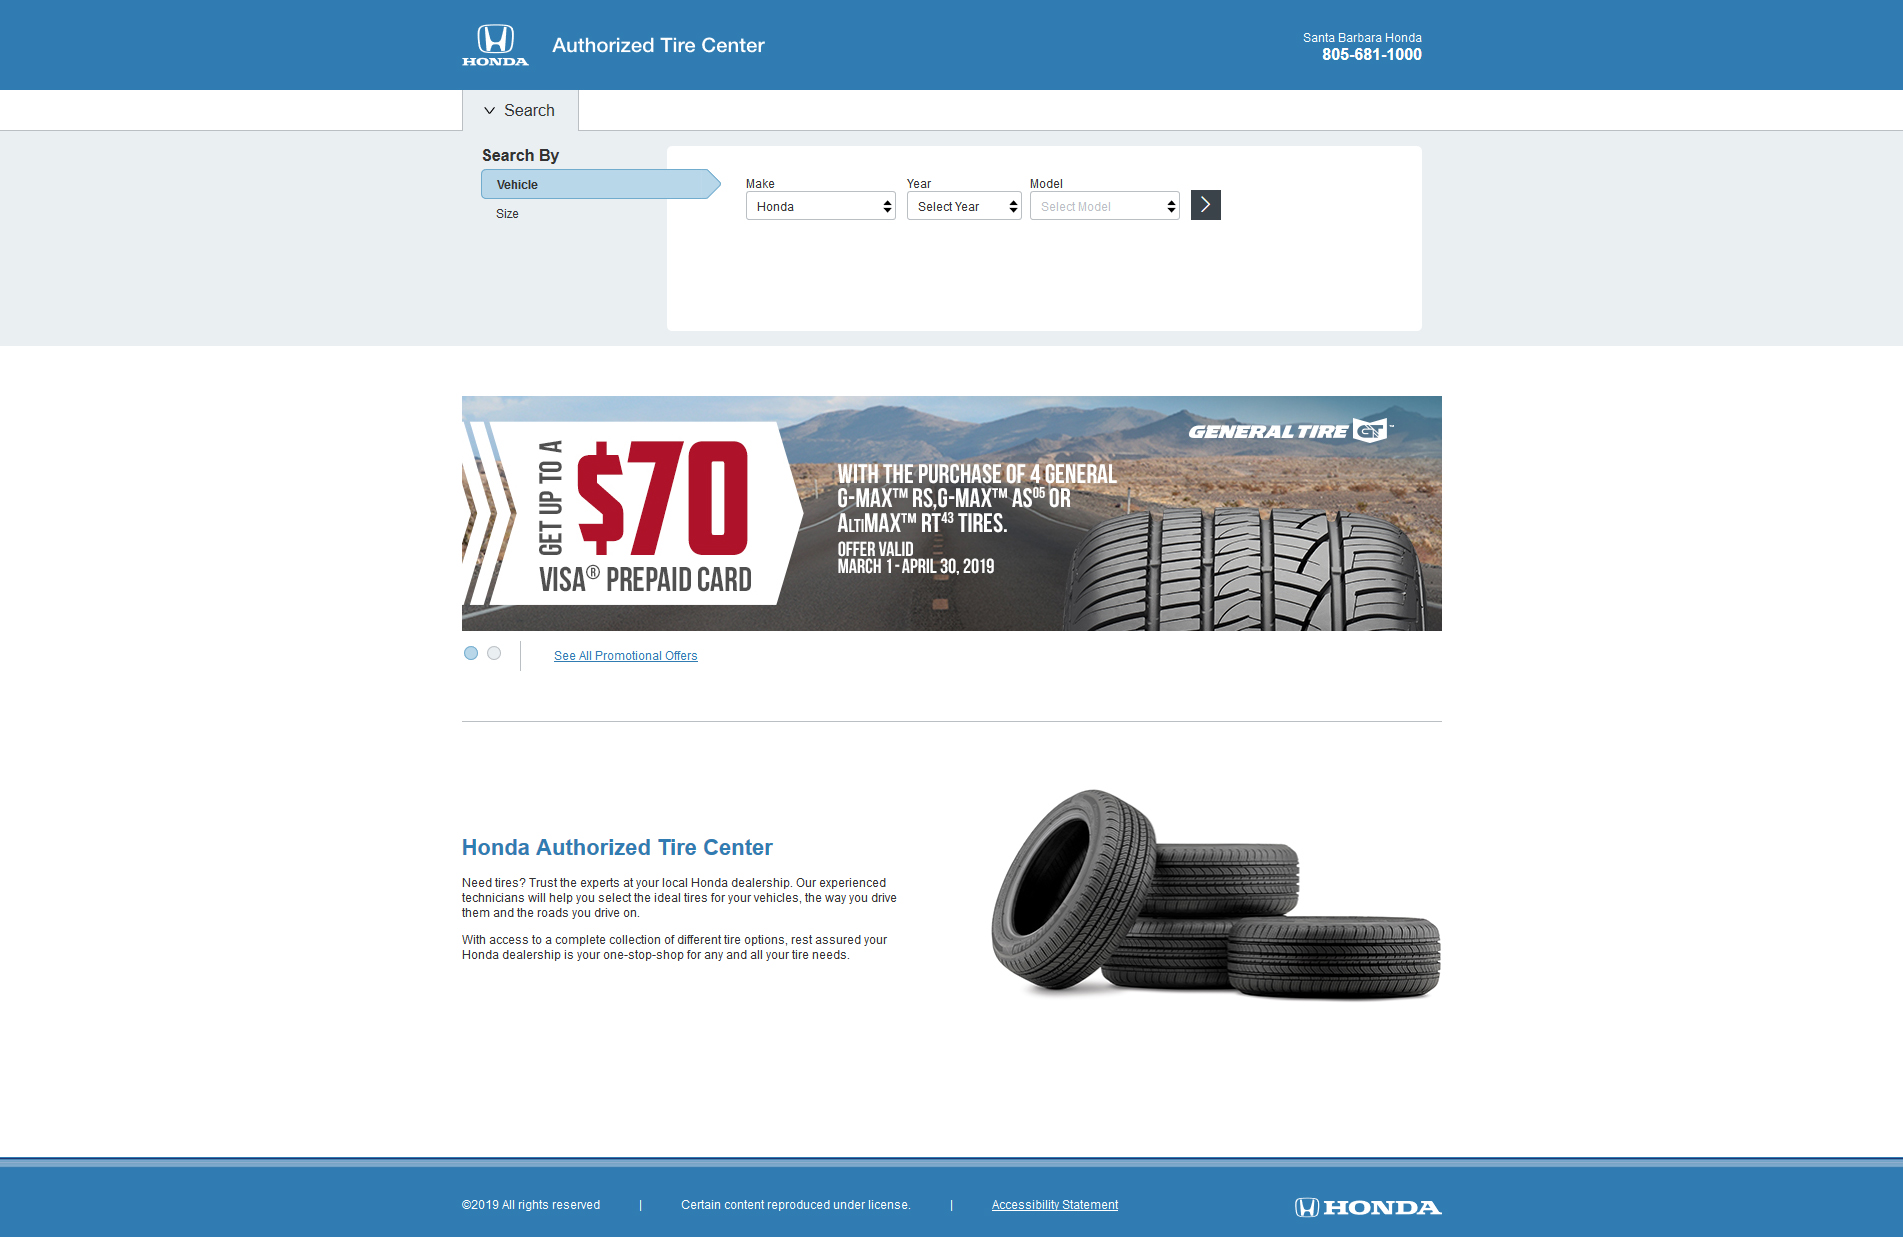 HONDA
Authorized Tire Center
Santa Barbara Honda
805-681-1000
Search
Search By
Vehicle
Size
Make
Year
Model
Honda
Select Year
Select Model
GET UP TO A
$70
VISA® PREPAID CARD
WITH THE PURCHASE OF 4 GENERAL
G-MAX™ RS,G-MAX™ AS05 OR
ALTIMAX™ RT43 TIRES.
OFFER VALID
MARCH 1 - APRIL 30, 2019
GENERAL TIRE GT™
See All Promotional Offers
Honda Authorized Tire Center
Need tires? Trust the experts at your local Honda dealership. Our experienced
technicians will help you select the ideal tires for your vehicles, the way you drive
them and the roads you drive on.
With access to a complete collection of different tire options, rest assured your
Honda dealership is your one-stop-shop for any and all your tire needs.
©2019 All rights reserved | Certain content reproduced under license. | Accessibility Statement
HONDA